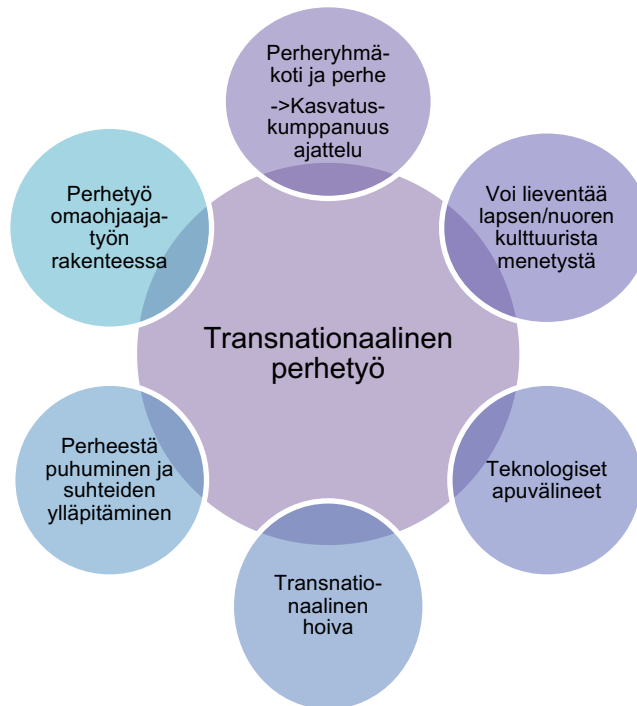 Perheryhmä-
koti ja perhe
->Kasvatus-
kumppanuus
ajattelu
Voi lieventää
lapsen/nuoren
kulttuurista
menetystä
Teknologiset
apuvälineet
Transnatio-
naalinen
hoiva
Perheestä
puhuminen ja
suhteiden
ylläpitäminen
Perhetyö
omaohjaaja-
työn
rakenteessa
Transnationaalinen
perhetyö